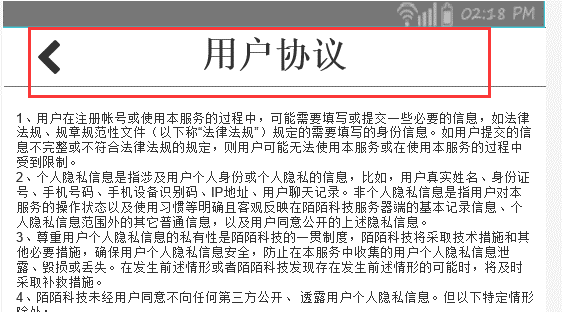 02:18 PM
用户协议
1、用户在注册帐号或使用本服务的过程中，可能需要填写或提交一些必要的信息，如法律
法规、规章规范性文件（以下称“法律法规”）规定的需要填写的身份信息。如用户提交的信
息不完整或不符合法律法规的规定，则用户可能无法使用本服务或在使用本服务的过程中
受到限制。
2、个人隐私信息是指涉及用户个人身份或个人隐私的信息，比如，用户真实姓名、身份证
号、手机号码、手机设备识别码、IP地址、用户聊天记录。非个人隐私信息是指用户对本
服务的操作状态以及使用习惯等明确且客观反映在陌陌科技服务器端的基本记录信息、个
人隐私信息范围外的其它普通信息，以及用户同意公开的上述隐私信息。
3、尊重用户个人隐私信息的私有性是陌陌科技的一贯制度，陌陌科技将采取技术措施和其
他必要措施，确保用户个人隐私信息安全，防止在本服务中收集的用户个人隐私信息泄
露、毁损或丢失。在发生前述情形或者陌陌科技发现存在发生前述情形的可能时，将及时
采取补救措施。
4、陌陌科技未经用户同意不向任何第三方公开、 透露用户个人隐私信息。但以下特定情形
除外：